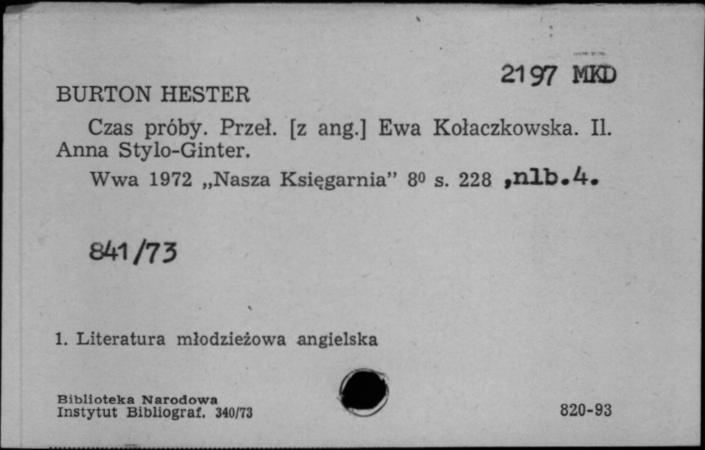 2197 MKD
BURTON HESTER
Czas próby. Przeł. [z ang.] Ewa Kołaczkowska. Il.
Anna Stylo-Ginter.
Wwa 1972 „Nasza Księgarnia” 8⁰ s. 228 ,nlb.4.
841/73
1. Literatura młodzieżowa angielska
Biblioteka Narodowa
Instytut Bibliograf. 340/73
820-93